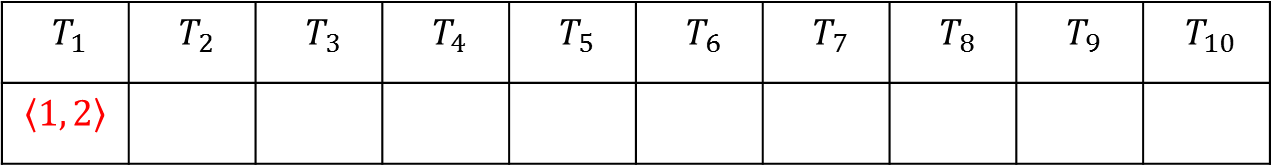 T₁ T₂ T₃ T₄ T₅ T₆ T₇ T₈ T₉ T₁₀
⟨1, 2⟩